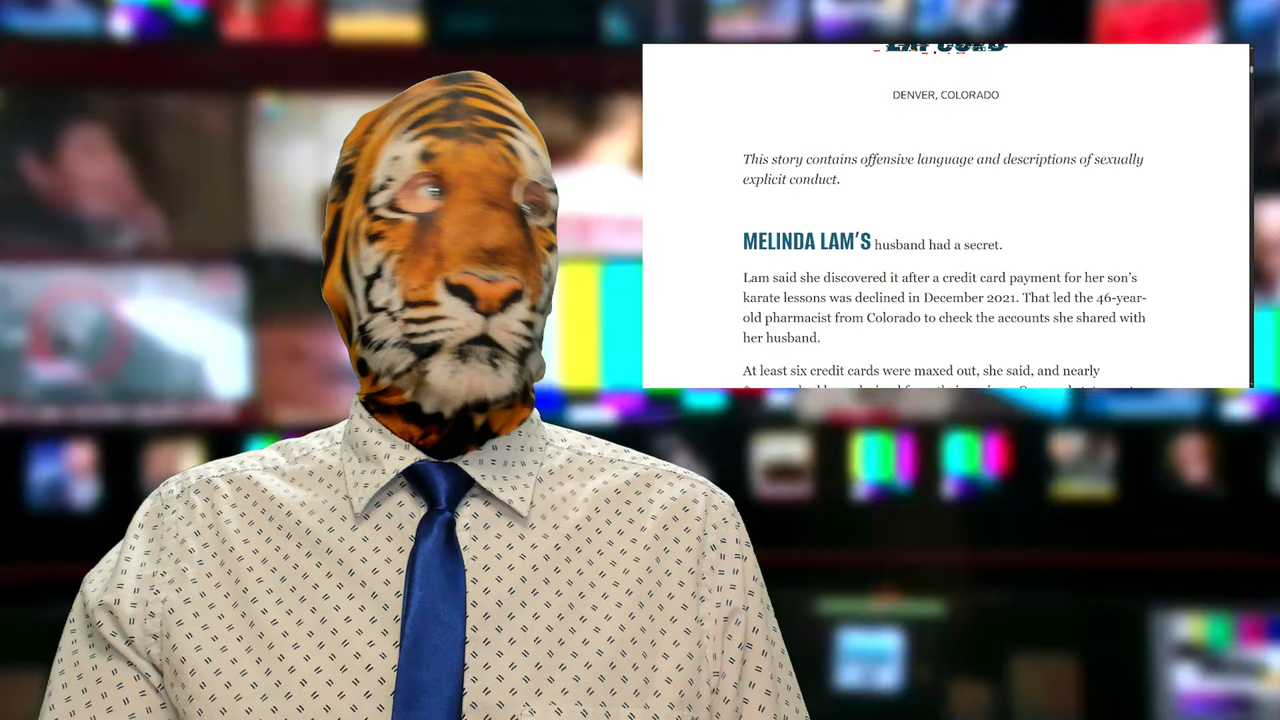 DENVER, COLORADO
This story contains offensive language and descriptions of sexually
explicit conduct.
MELINDA LAM'S husband had a secret.
Lam said she discovered it after a credit card payment for her son's
karate lessons was declined in December 2021. That led the 46-year-
old pharmacist from Colorado to check the accounts she shared with
her husband.
At least six credit cards were maxed out, she said, and nearly